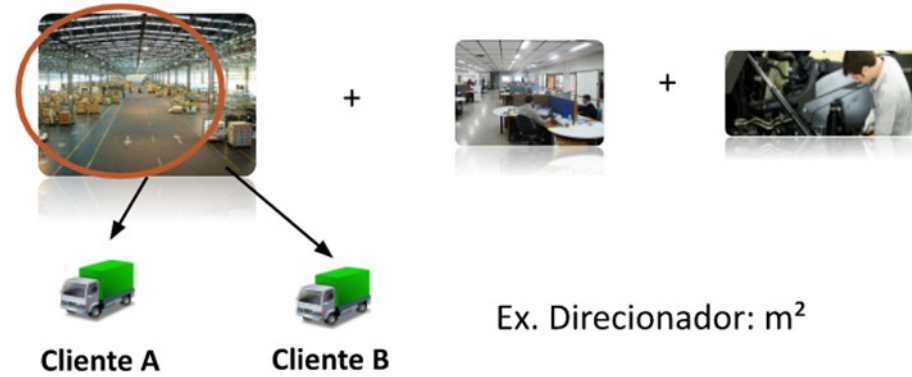 +
+
Cliente A
Cliente B
Ex. Direcionador: m²